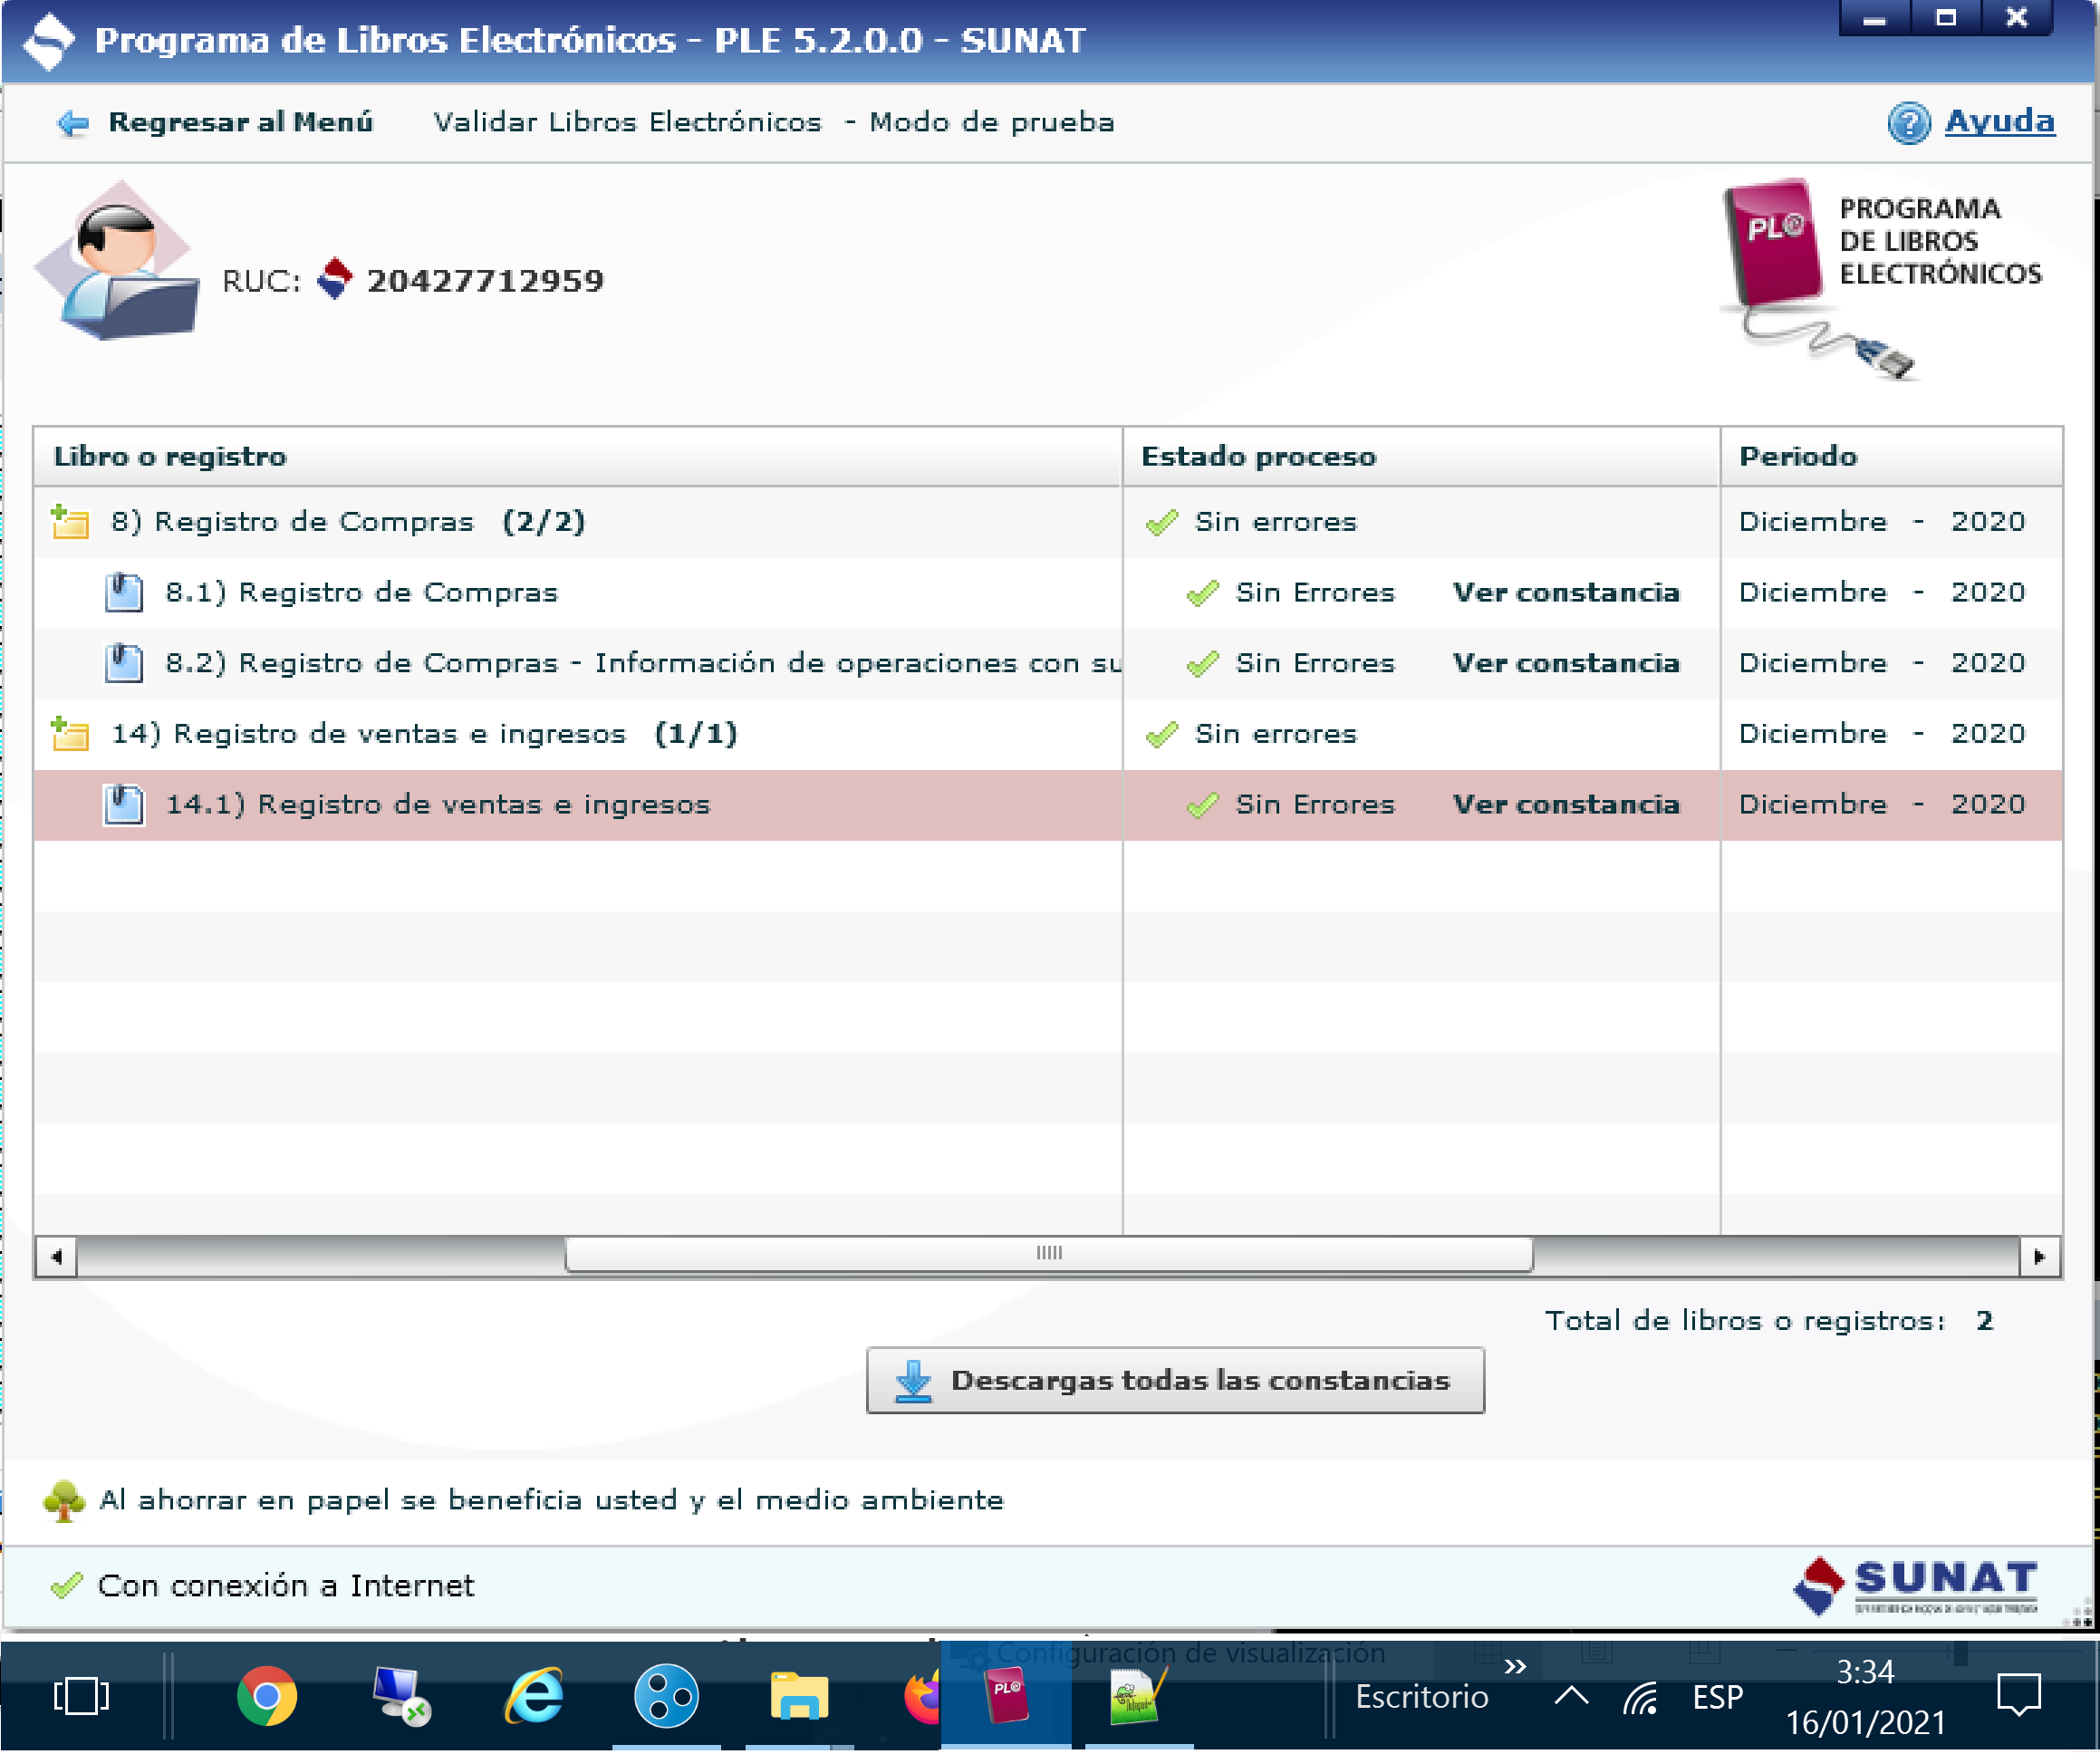 Programa de Libros Electrónicos - PLE 5.2.0.0 - SUNAT
Regresar al Menú Validar Libros Electrónicos - Modo de prueba Ayuda
RUC: 20427712959
PL@
PROGRAMA
DE LIBROS
ELECTRÓNICOS
Libro o registro Estado proceso Periodo
8) Registro de Compras (2/2) Sin errores Diciembre - 2020
8.1) Registro de Compras Sin Errores Ver constancia Diciembre - 2020
8.2) Registro de Compras - Información de operaciones con su Sin Errores Ver constancia Diciembre - 2020
14) Registro de ventas e ingresos (1/1) Sin errores Diciembre - 2020
14.1) Registro de ventas e ingresos Sin Errores Ver constancia Diciembre - 2020
Total de libros o registros: 2
Descargas todas las constancias
Al ahorrar en papel se beneficia usted y el medio ambiente
Con conexión a Internet
SUNAT
Configuración de visualización
PL@
Escritorio
ESP
3:34
16/01/2021